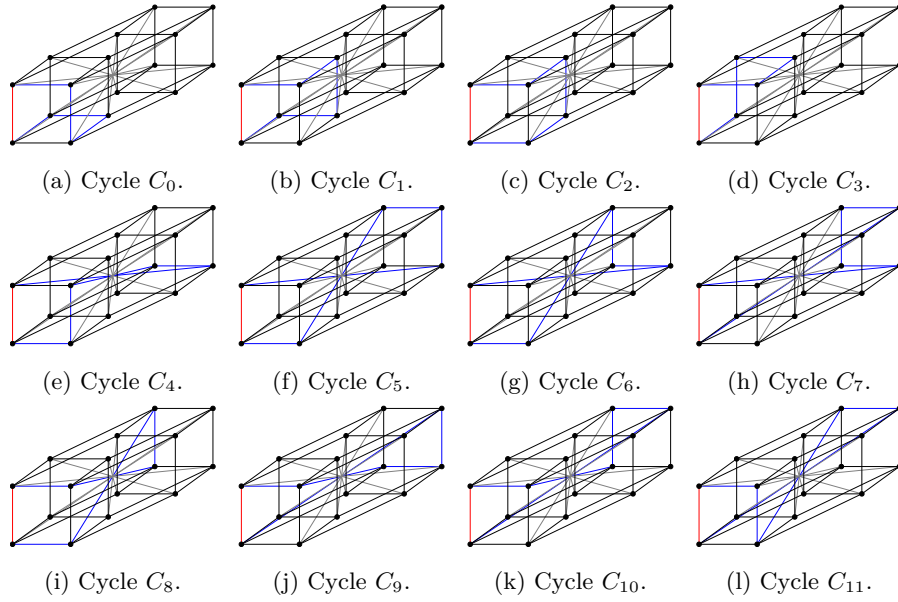 (a) Cycle C₀. (b) Cycle C₁. (c) Cycle C₂. (d) Cycle C₃.
(e) Cycle C₄. (f) Cycle C₅. (g) Cycle C₆. (h) Cycle C₇.
(i) Cycle C₈. (j) Cycle C₉. (k) Cycle C₁₀. (l) Cycle C₁₁.